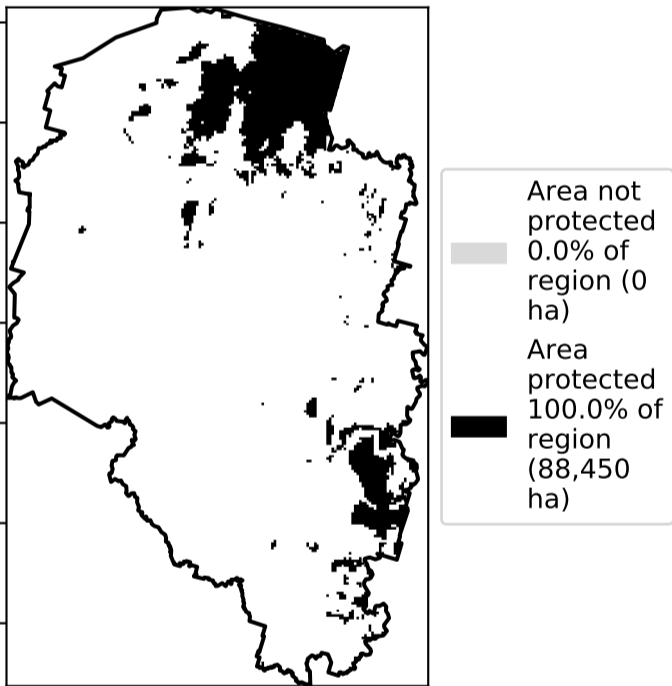 Area not
protected
0.0% of
region (0
ha)
Area
protected
100.0% of
region
(88,450
ha)